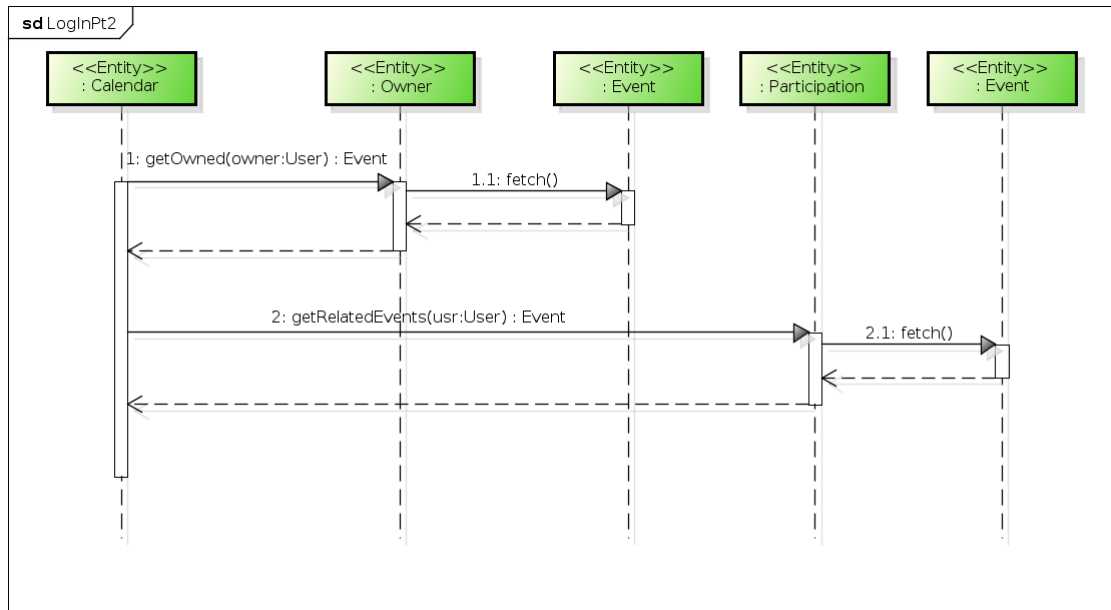 sd LogInPt2
<<Entity>>
: Calendar
<<Entity>>
: Owner
<<Entity>>
: Event
<<Entity>>
: Participation
<<Entity>>
: Event
1: getOwned(owner:User) : Event
1.1: fetch()
2: getRelatedEvents(usr:User) : Event
2.1: fetch()